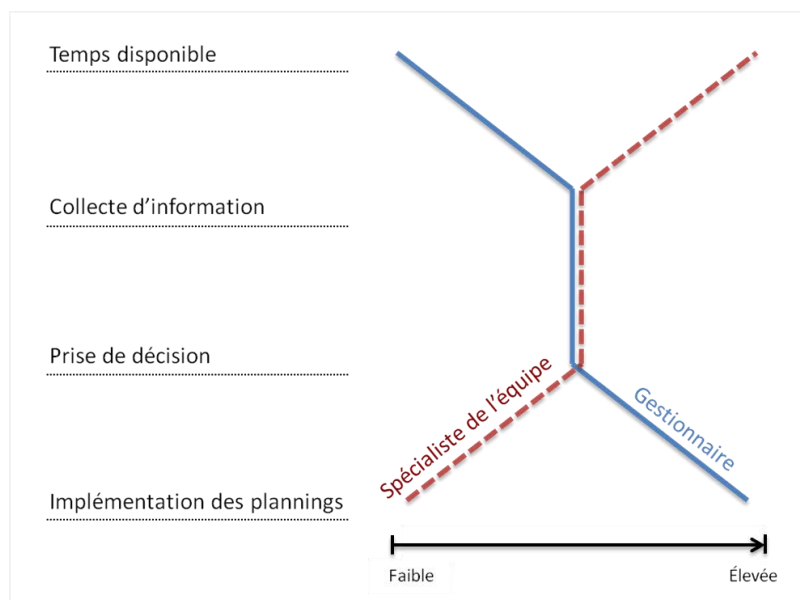 Temps disponible
Collecte d'information
Prise de décision
Spécialiste de l'équipe
Gestionnaire
Implémentation des plannings
Faible
Élevée